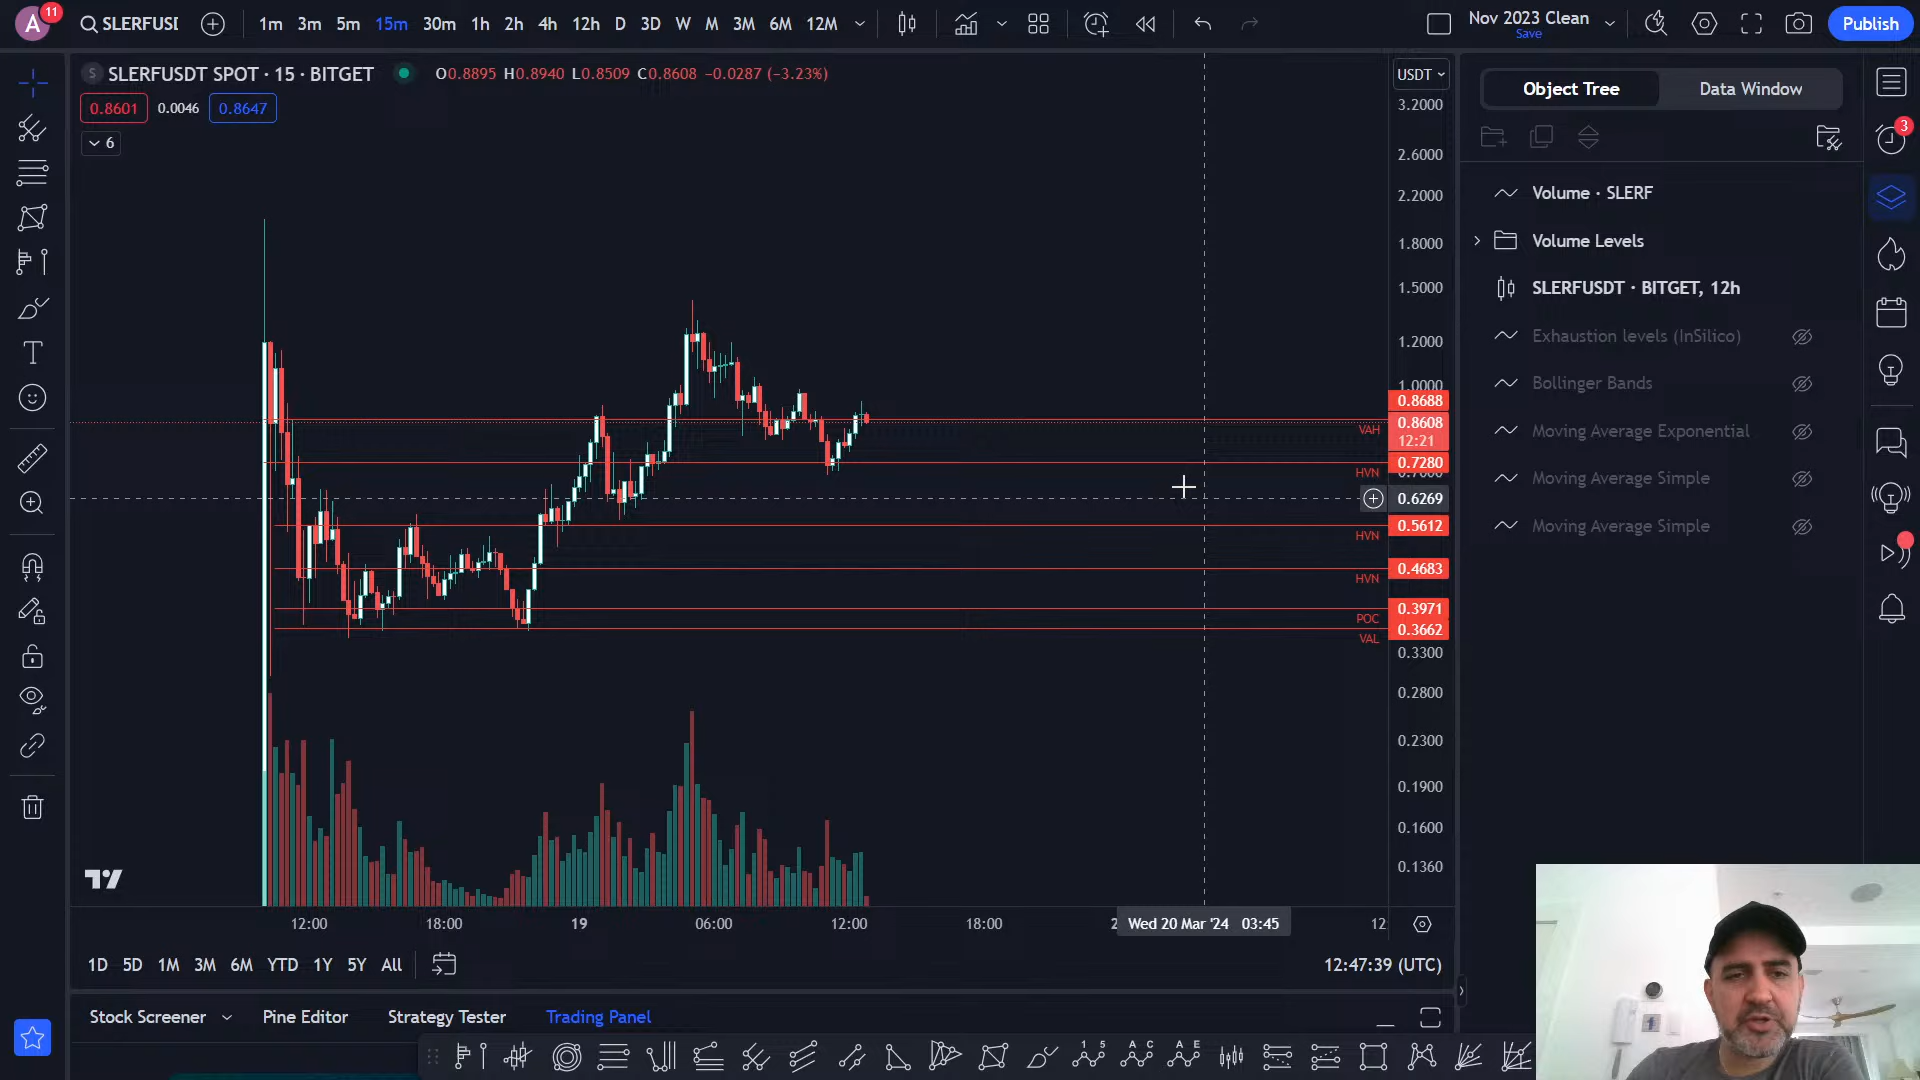 A
11
SLERFUSI
1m 3m 5m 15m 30m 1h 2h 4h 12h D 3D W M 3M 6M 12M
Nov 2023 Clean
Save
Publish
S SLERFUSDT SPOT · 15 · BITGET O0.8895 H0.8940 L0.8509 C0.8608 −0.0287 (−3.23%)
0.8601 0.0046 0.8647
6
USDT
3.2000
2.6000
2.2000
1.8000
1.5000
1.2000
1.0000
0.8688
VAH 0.8608
12:21
0.7280
HVN
0.6269
0.5612
HVN
0.4683
HVN
0.3971
POC
0.3662
VAL
0.3300
0.2800
0.2300
0.1900
0.1600
0.1360
12:00 18:00 19 06:00 12:00 18:00 2 Wed 20 Mar '24 03:45 12:
1D 5D 1M 3M 6M YTD 1Y 5Y All
12:47:39 (UTC)
Stock Screener Pine Editor Strategy Tester Trading Panel
Object Tree Data Window
Volume · SLERF
Volume Levels
SLERFUSDT · BITGET, 12h
Exhaustion levels (InSilico)
Bollinger Bands
Moving Average Exponential
Moving Average Simple
Moving Average Simple
3